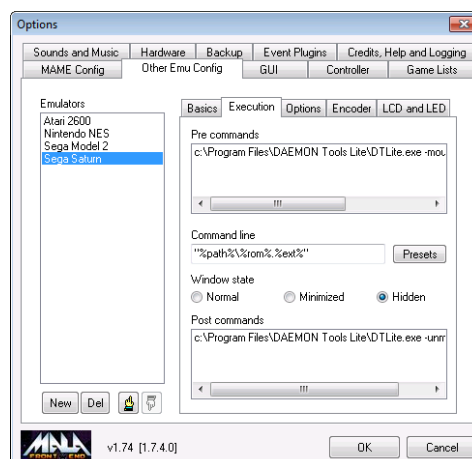 Options
Sounds and Music Hardware Backup Event Plugins Credits, Help and Logging
MAME Config Other Emu Config GUI Controller Game Lists
Emulators
Atari 2600
Nintendo NES
Sega Model 2
Sega Saturn
New Del
Basics Execution Options Encoder LCD and LED
Pre commands
c:\Program Files\DAEMON Tools Lite\DTLite.exe -mou
Command line
"%path%\%rom%.%ext%"
Presets
Window state
Normal Minimized Hidden
Post commands
c:\Program Files\DAEMON Tools Lite\DTLite.exe -unm
MALA
FRONT END
v1.74 [1.7.4.0]
OK Cancel